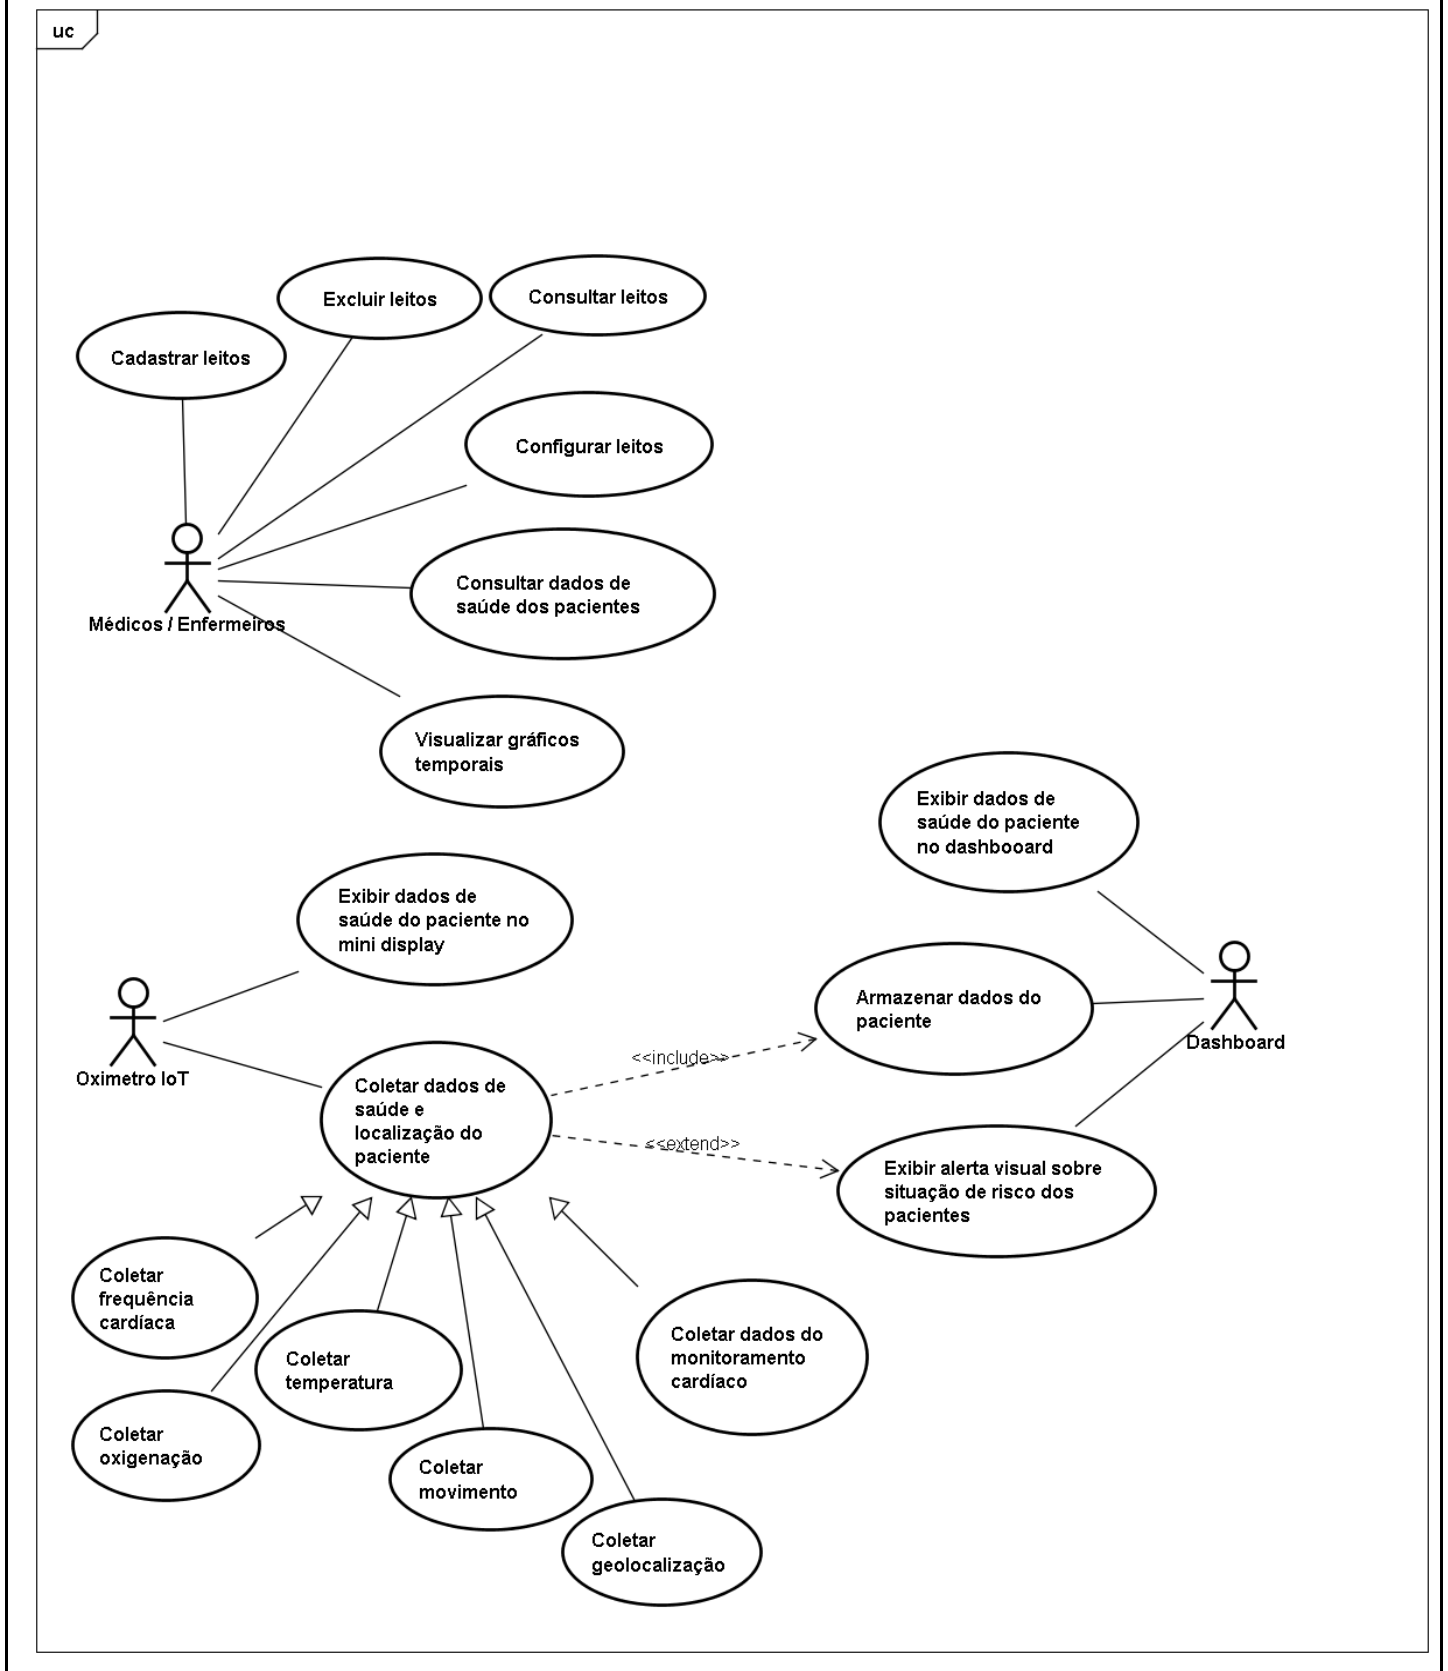 uc
Excluir leitos
Consultar leitos
Cadastrar leitos
Configurar leitos
Consultar dados de
saúde dos pacientes
Médicos / Enfermeiros
Visualizar gráficos
temporais
Exibir dados de
saúde do paciente
no dashbooard
Exibir dados de
saúde do paciente no
mini display
Armazenar dados do
paciente
Dashboard
Oximetro IoT
<<include>>
Coletar dados de
saúde e
localização do
paciente
<<extend>>
Exibir alerta visual sobre
situação de risco dos
pacientes
Coletar
frequência
cardíaca
Coletar
temperatura
Coletar dados do
monitoramento
cardíaco
Coletar
oxigenação
Coletar
movimento
Coletar
geolocalização